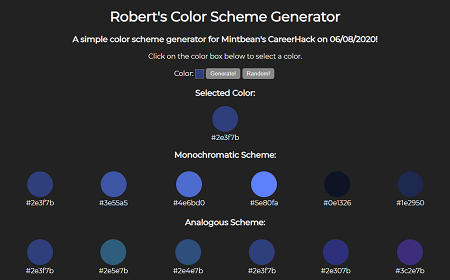 Robert's Color Scheme Generator
A simple color scheme generator for Mintbean's CareerHack on 06/08/2020!
Click on the color box below to select a color.
Color: Generate! Random!
Selected Color:
#2e3f7b
Monochromatic Scheme:
#2e3f7b #3e55a5 #4e6bd0 #5e80fa #0e1326 #1e2950
Analogous Scheme:
#2e3f7b #2e5e7b #2e4e7b #2e3f7b #2e307b #3c2e7b